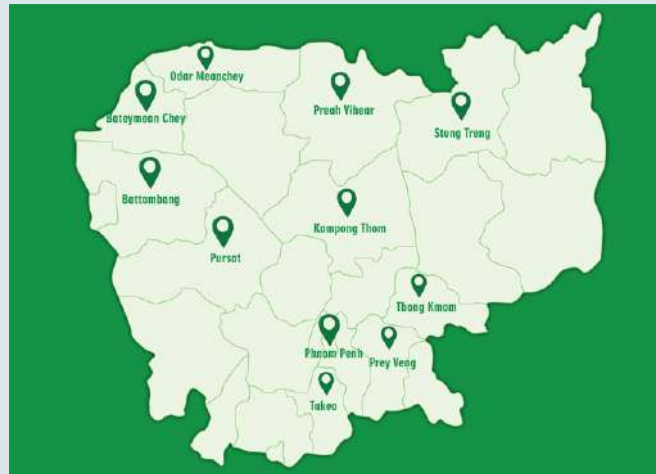 Odar Meanchey
Preah Vihear
Bateymean Chey
Stung Treng
Battambang
Kampong Thom
Pursat
Tbong Kmom
Phnom Penh
Prey Veng
Takeo